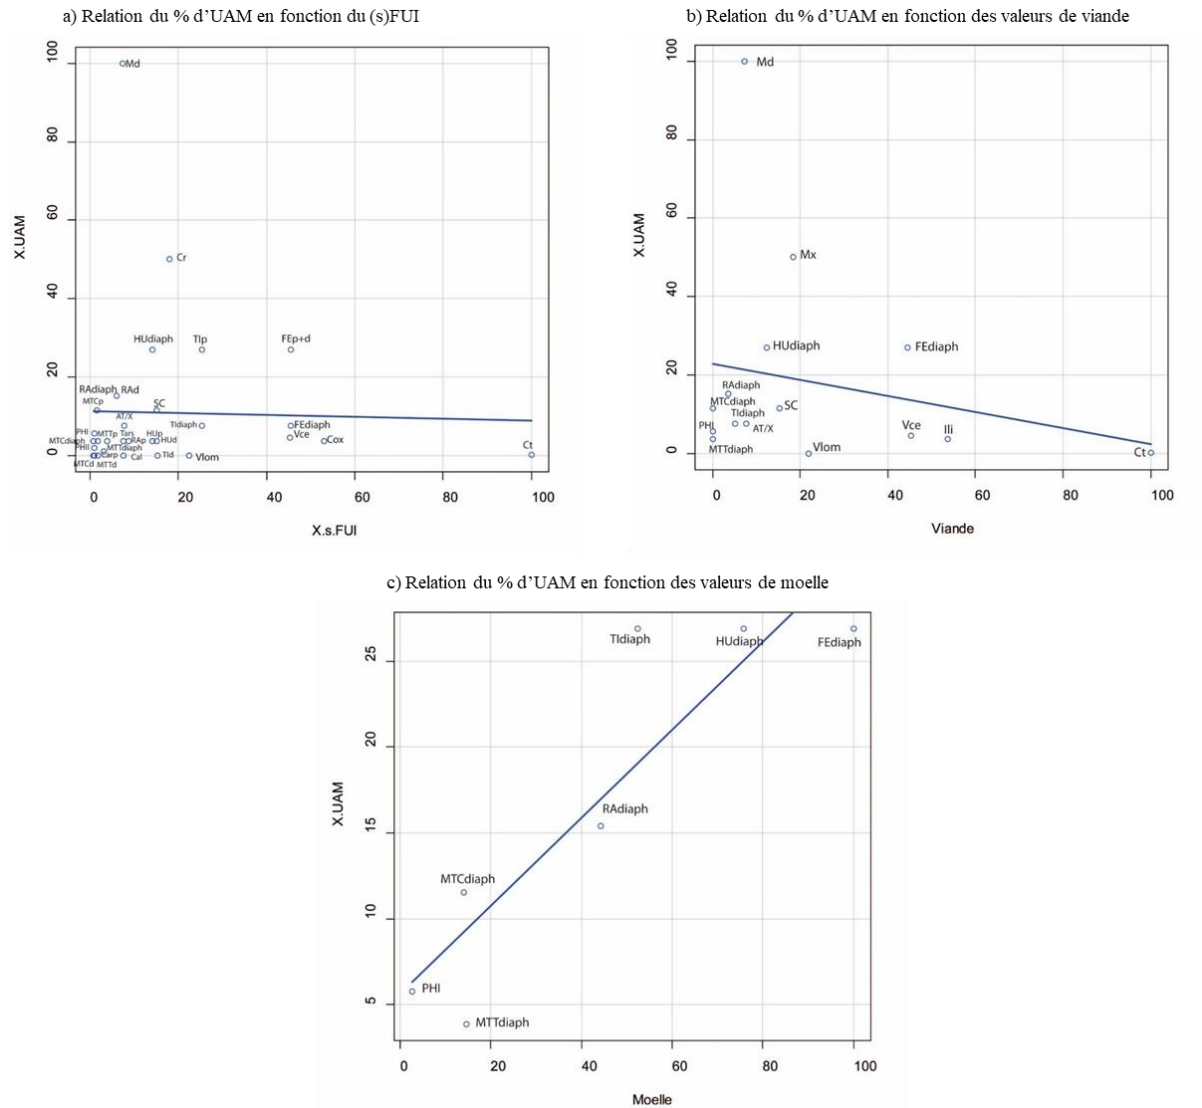 a) Relation du % d’UAM en fonction du (s)FUI
b) Relation du % d’UAM en fonction des valeurs de viande
X.UAM
100
80
60
40
20
0
Md
Cr
HUdiaph TIp FEp+d
RAdiaph RAd
MTCp SC
AT/X TIdiaph FEdiaph
PHI MTTp Tars HUp Vce
MTCdiaph RAp HUd Cox
PHII MTTdiaph Ct
Carp Cal TId Vlom
MTCd MTTd
0 20 40 60 80 100
X.s.FUI
X.UAM
100
80
60
40
20
0
Md
Mx
HUdiaph FEdiaph
RAdiaph
MTCdiaph SC
TIdiaph
PHI AT/X Vce Ili
MTTdiaph Vlom Ct
0 20 40 60 80 100
Viande
c) Relation du % d’UAM en fonction des valeurs de moelle
X.UAM
25
20
15
10
5
TIdiaph HUdiaph FEdiaph
RAdiaph
MTCdiaph
PHI
MTTdiaph
0 20 40 60 80 100
Moelle